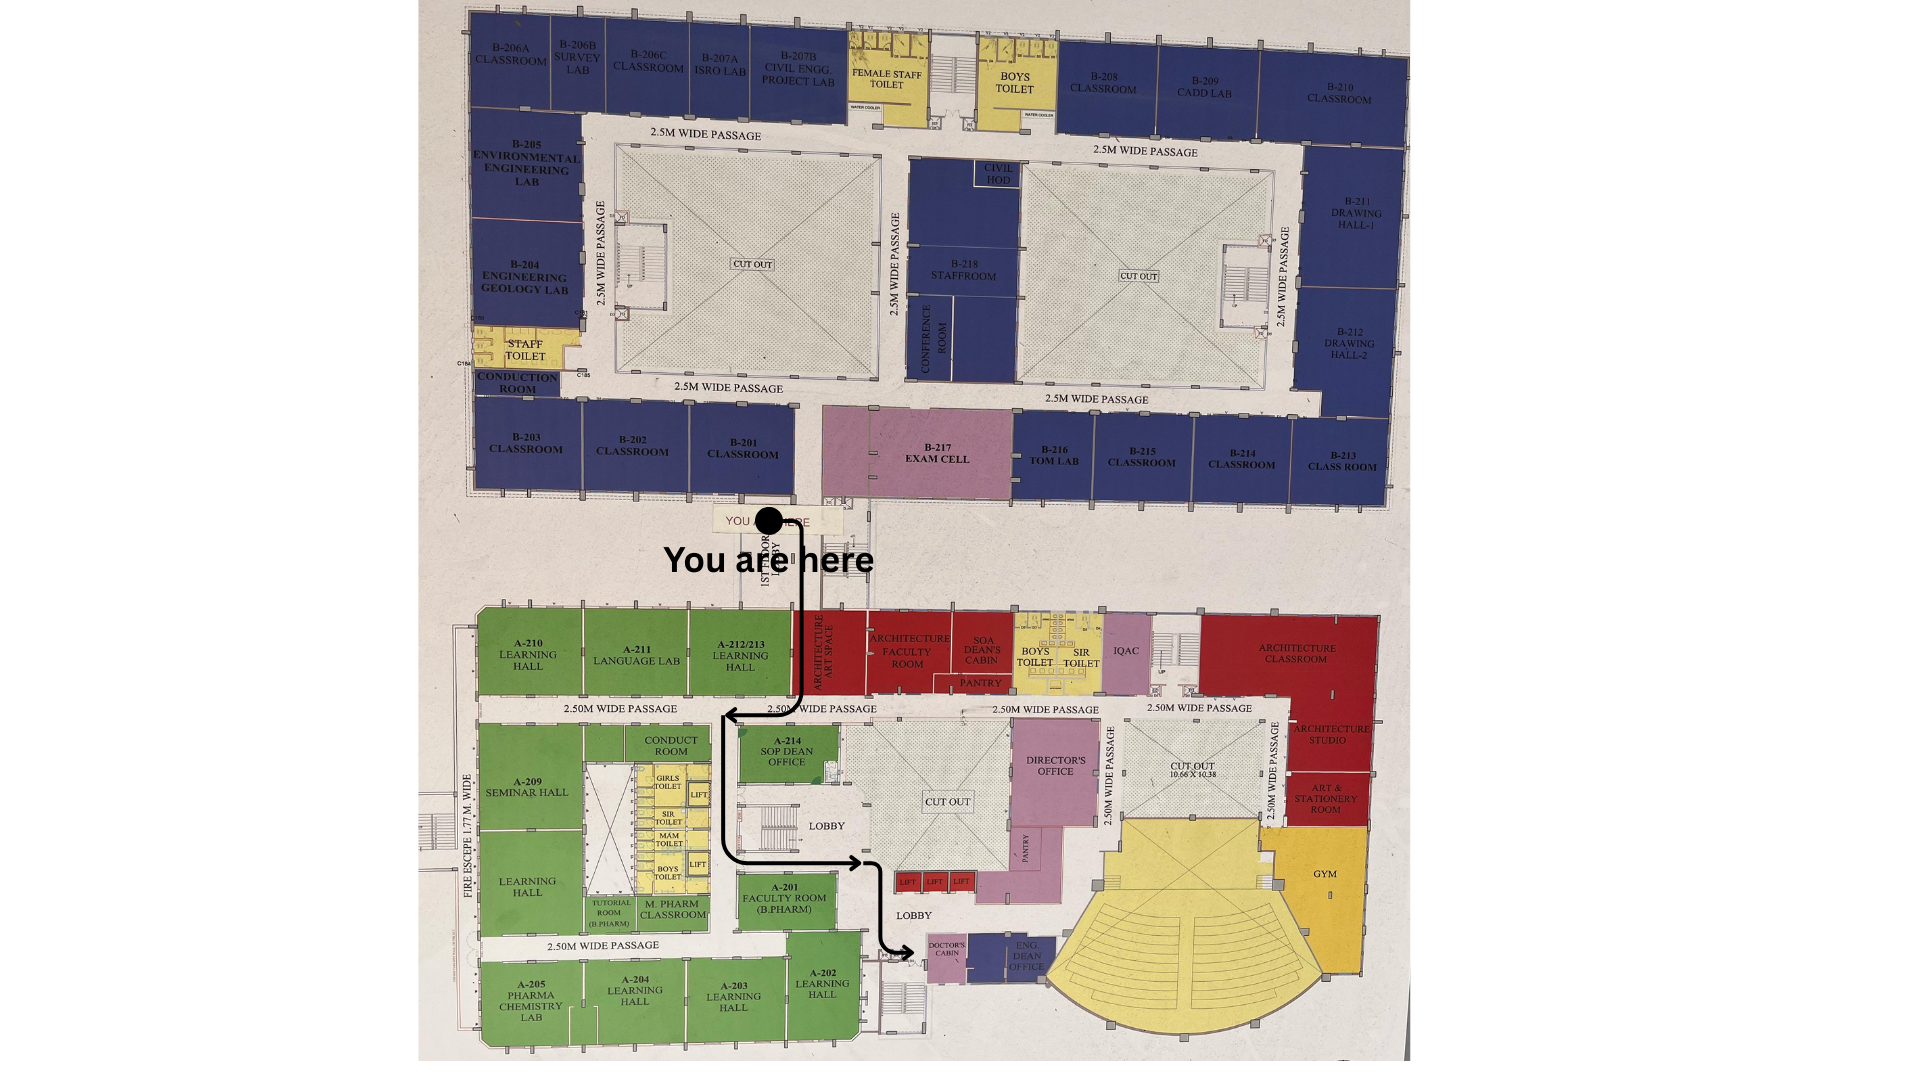 B-206A
CLASSROOM
B-206B
SURVEY
LAB
B-206C
CLASSROOM
B-207A
ISRO LAB
B-207B
CIVIL ENGG.
PROJECT LAB
FEMALE STAFF
TOILET
WATER COOLER
BOYS
TOILET
WATER COOLER
B-208
CLASSROOM
B-209
CADD LAB
B-210
CLASSROOM
2.5M WIDE PASSAGE
2.5M WIDE PASSAGE
B-205
ENVIRONMENTAL
ENGINEERING
LAB
CIVIL
HOD
B-211
DRAWING
HALL-1
2.5M WIDE PASSAGE
CUT OUT
2.5M WIDE PASSAGE
B-218
STAFFROOM
CUT OUT
2.5M WIDE PASSAGE
B-204
ENGINEERING
GEOLOGY LAB
CONFERENCE
ROOM
B-212
DRAWING
HALL-2
STAFF
TOILET
C184
C185
CONDUCTION
ROOM
2.5M WIDE PASSAGE
2.5M WIDE PASSAGE
B-203
CLASSROOM
B-202
CLASSROOM
B-201
CLASSROOM
B-217
EXAM CELL
B-216
TOM LAB
B-215
CLASSROOM
B-214
CLASSROOM
B-213
CLASS ROOM
YOU ARE HERE
You are here
1ST FLOOR
LOBBY
A-210
LEARNING
HALL
A-211
LANGUAGE LAB
A-212/213
LEARNING
HALL
ARCHITECTURE
ART SPACE
ARCHITECTURE
FACULTY
ROOM
SOA
DEAN'S
CABIN
PANTRY
BOYS
TOILET
SIR
TOILET
IQAC
UP
ARCHITECTURE
CLASSROOM
2.50M WIDE PASSAGE
2.50M WIDE PASSAGE
2.50M WIDE PASSAGE
2.50M WIDE PASSAGE
CONDUCT
ROOM
A-214
SOP DEAN
OFFICE
DIRECTOR'S
OFFICE
2.50M WIDE PASSAGE
CUT OUT
10.66 X 10.38
2.50M WIDE PASSAGE
ARCHITECTURE
STUDIO
A-209
SEMINAR HALL
GIRLS
TOILET
LIFT
SIR
TOILET
MAM
TOILET
LIFT
BOYS
TOILET
LOBBY
CUT OUT
ART &
STATIONERY
ROOM
FIRE ESCEPE 1.77 M. WIDE
PANTRY
GYM
LEARNING
HALL
TUTORIAL
ROOM
(B.PHARM)
M. PHARM
CLASSROOM
A-201
FACULTY ROOM
(B.PHARM)
LIFT
LIFT
LIFT
LOBBY
2.50M WIDE PASSAGE
DOCTOR'S
CABIN
ENG.
DEAN
OFFICE
A-205
PHARMA
CHEMISTRY
LAB
A-204
LEARNING
HALL
A-203
LEARNING
HALL
A-202
LEARNING
HALL